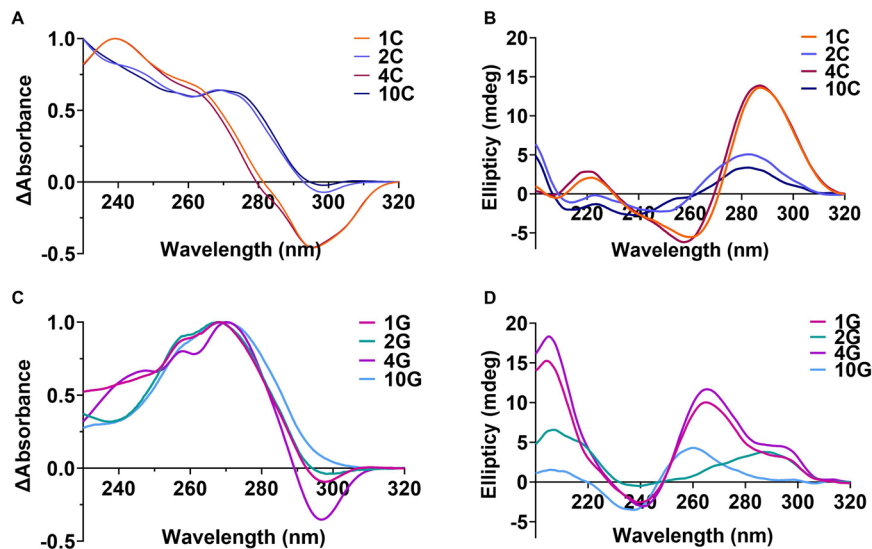 A
ΔAbsorbance
1.0
0.5
0.0
-0.5
240 260 280 300 320
Wavelength (nm)
1C
2C
4C
10C
B
Ellipticy (mdeg)
20
15
10
5
0
-5
220 240 260 280 300 320
Wavelength (nm)
1C
2C
4C
10C
C
ΔAbsorbance
1.0
0.5
0.0
-0.5
240 260 280 300 320
Wavelength (nm)
1G
2G
4G
10G
D
Ellipticy (mdeg)
20
15
10
5
0
-5
220 240 260 280 300 320
Wavelength (nm)
1G
2G
4G
10G